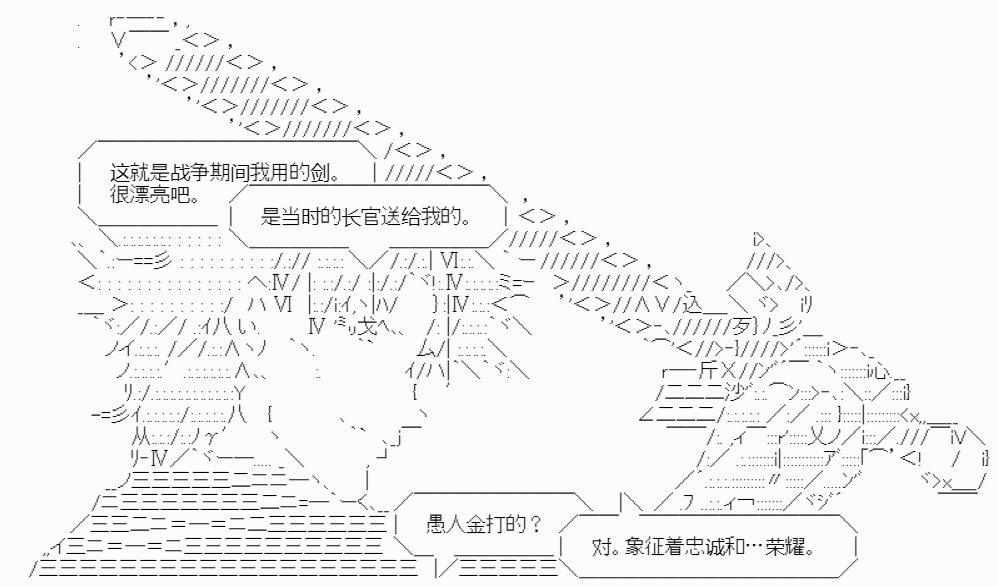 这就是战争期间我用的剑。
很漂亮吧。
是当时的长官送给我的。
愚人金打的？
对。象征着忠诚和…荣耀。